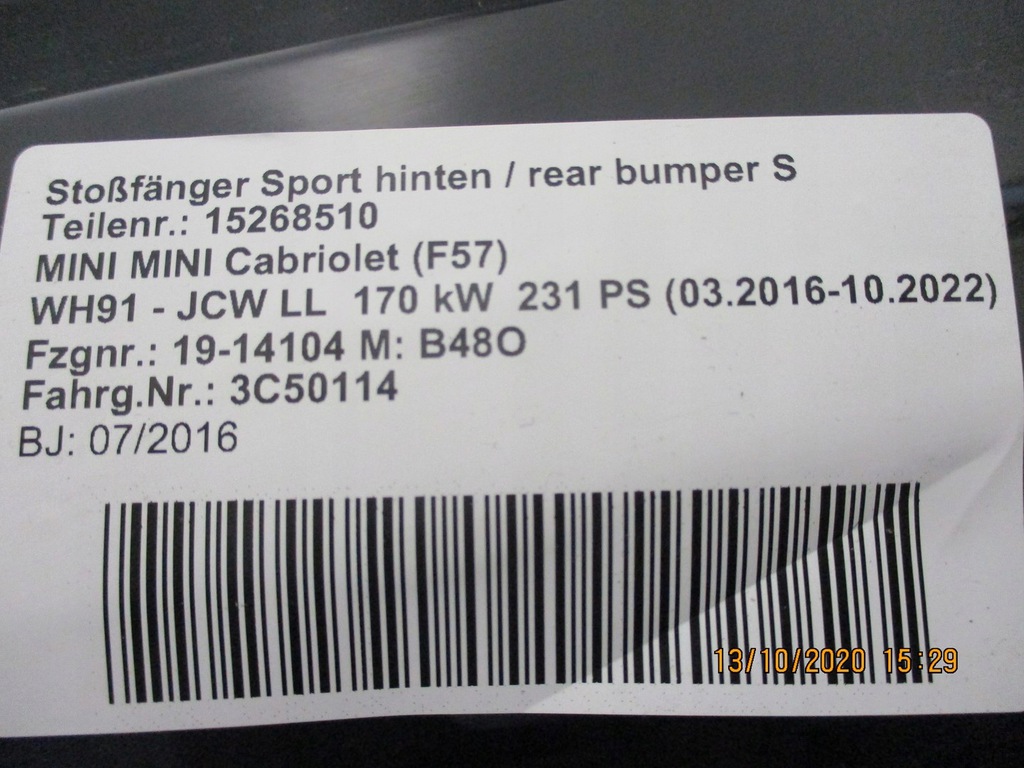 Stoßfänger Sport hinten / rear bumper S
Teilenr.: 15268510
MINI MINI Cabriolet (F57)
WH91 - JCW LL 170 kW 231 PS (03.2016-10.2022)
Fzgnr.: 19-14104 M: B48O
Fahrg.Nr.: 3C50114
BJ: 07/2016
13/10/2020 15:29